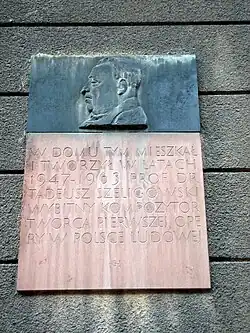 W DOMU TYM MIESZKAŁ
I TWORZYŁ W LATACH
1947-1963 PROF. DR
TADEUSZ SZELIGOWSKI
WYBITNY KOMPOZYTOR
TWÓRCA PIERWSZEJ OPE
RY W POLSCE LUDOWEJ